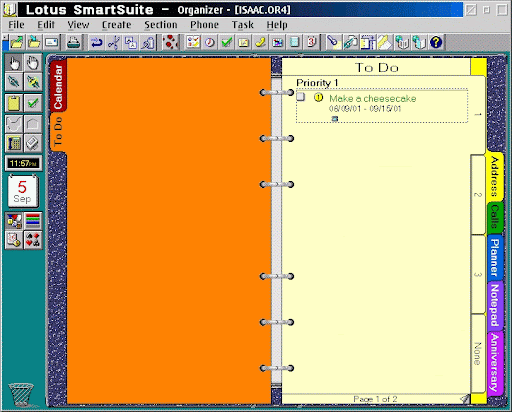 Lotus SmartSuite - Organizer - [ISAAC.OR4]
File Edit View Create Section Phone Task Help
Calendar
To Do
11:57PM
5
Sep
To Do
Priority 1
Make a cheesecake
08/09/01 - 09/15/01
1
2
3
None
Page 1 of 2
Address
Calls
Planner
Notepad
Anniversary